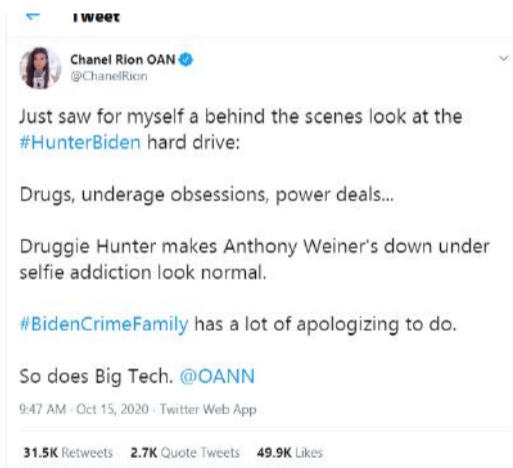 Tweet
Chanel Rion OAN
@ChanelRion
Just saw for myself a behind the scenes look at the
#HunterBiden hard drive:
Drugs, underage obsessions, power deals...
Druggie Hunter makes Anthony Weiner's down under
selfie addiction look normal.
#BidenCrimeFamily has a lot of apologizing to do.
So does Big Tech. @OANN
9:47 AM · Oct 15, 2020 · Twitter Web App
31.5K Retweets 2.7K Quote Tweets 49.9K Likes